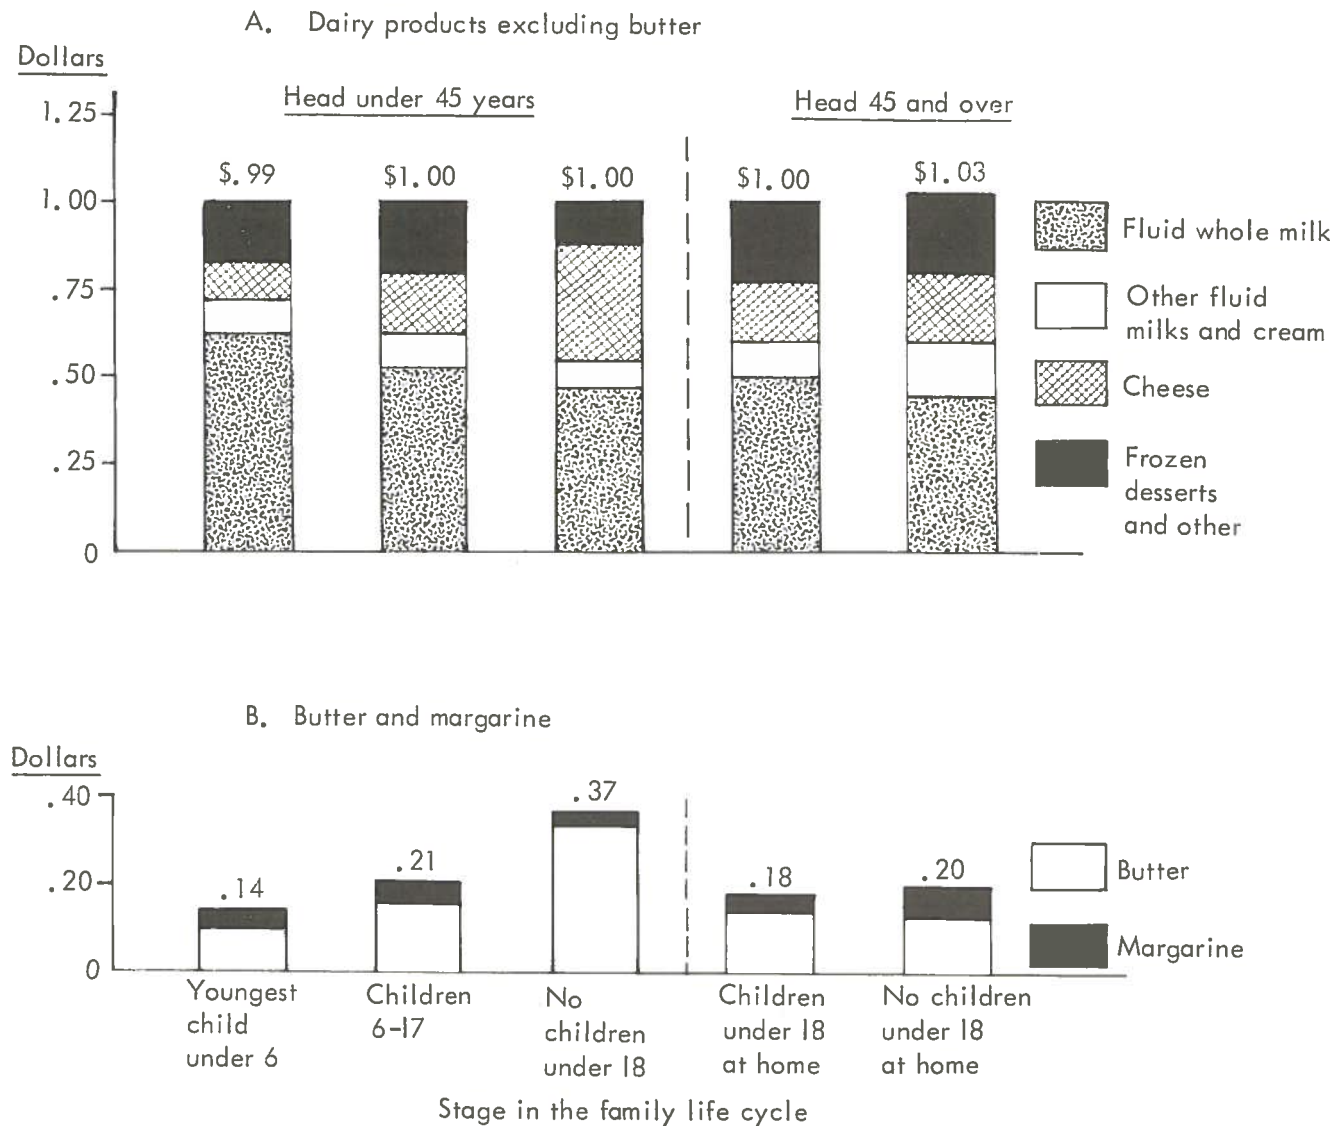 A. Dairy products excluding butter
Dollars
Head under 45 years
Head 45 and over
1.25
$.99
$1.00
$1.00
$1.00
$1.03
1.00
.75
.50
.25
0
Fluid whole milk
Other fluid
milks and cream
Cheese
Frozen
desserts
and other
B. Butter and margarine
Dollars
.40
.20
0
.14
.21
.37
.18
.20
Butter
Margarine
Youngest
child
under 6
Children
6-17
No
children
under 18
Children
under 18
at home
No children
under 18
at home
Stage in the family life cycle